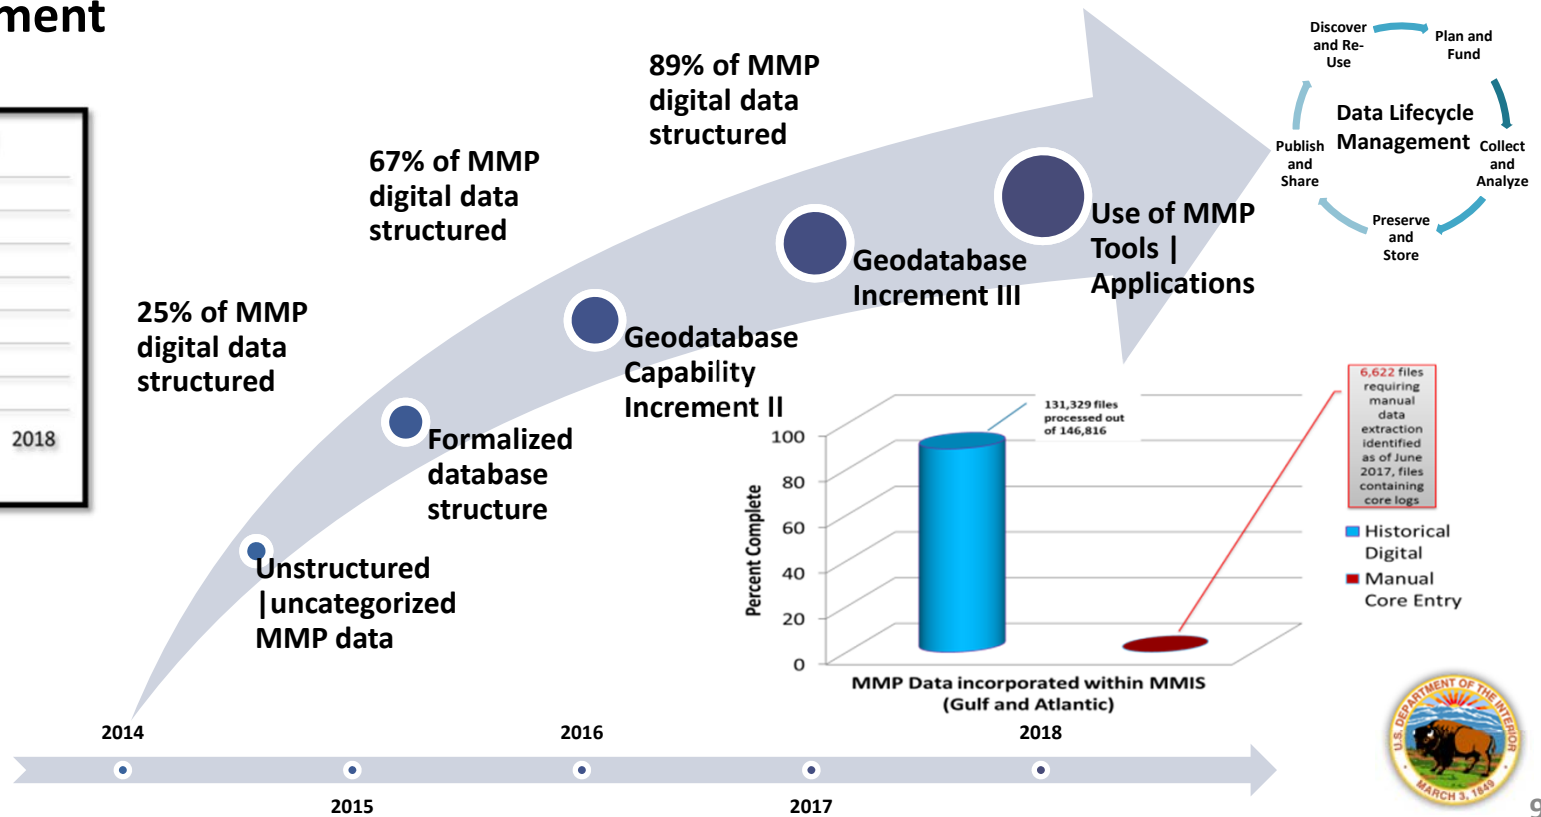 ment
2018
89% of MMP
digital data
structured
67% of MMP
digital data
structured
25% of MMP
digital data
structured
Unstructured
|uncategorized
MMP data
Formalized
database
structure
Geodatabase
Capability
Increment II
Geodatabase
Increment III
Use of MMP
Tools |
Applications
Discover
and Re-
Use
Plan and
Fund
Data Lifecycle
Management
Collect
and
Analyze
Preserve
and
Store
Publish
and
Share
131,329 files
processed out
of 146,816
6,622 files
requiring
manual
data
extraction
identified
as of June
2017, files
containing
core logs
Percent Complete
100
80
60
40
20
0
MMP Data incorporated within MMIS
(Gulf and Atlantic)
Historical
Digital
Manual
Core Entry
2014
2015
2016
2017
2018
U.S. DEPARTMENT OF THE INTERIOR
MARCH 3, 1849
9